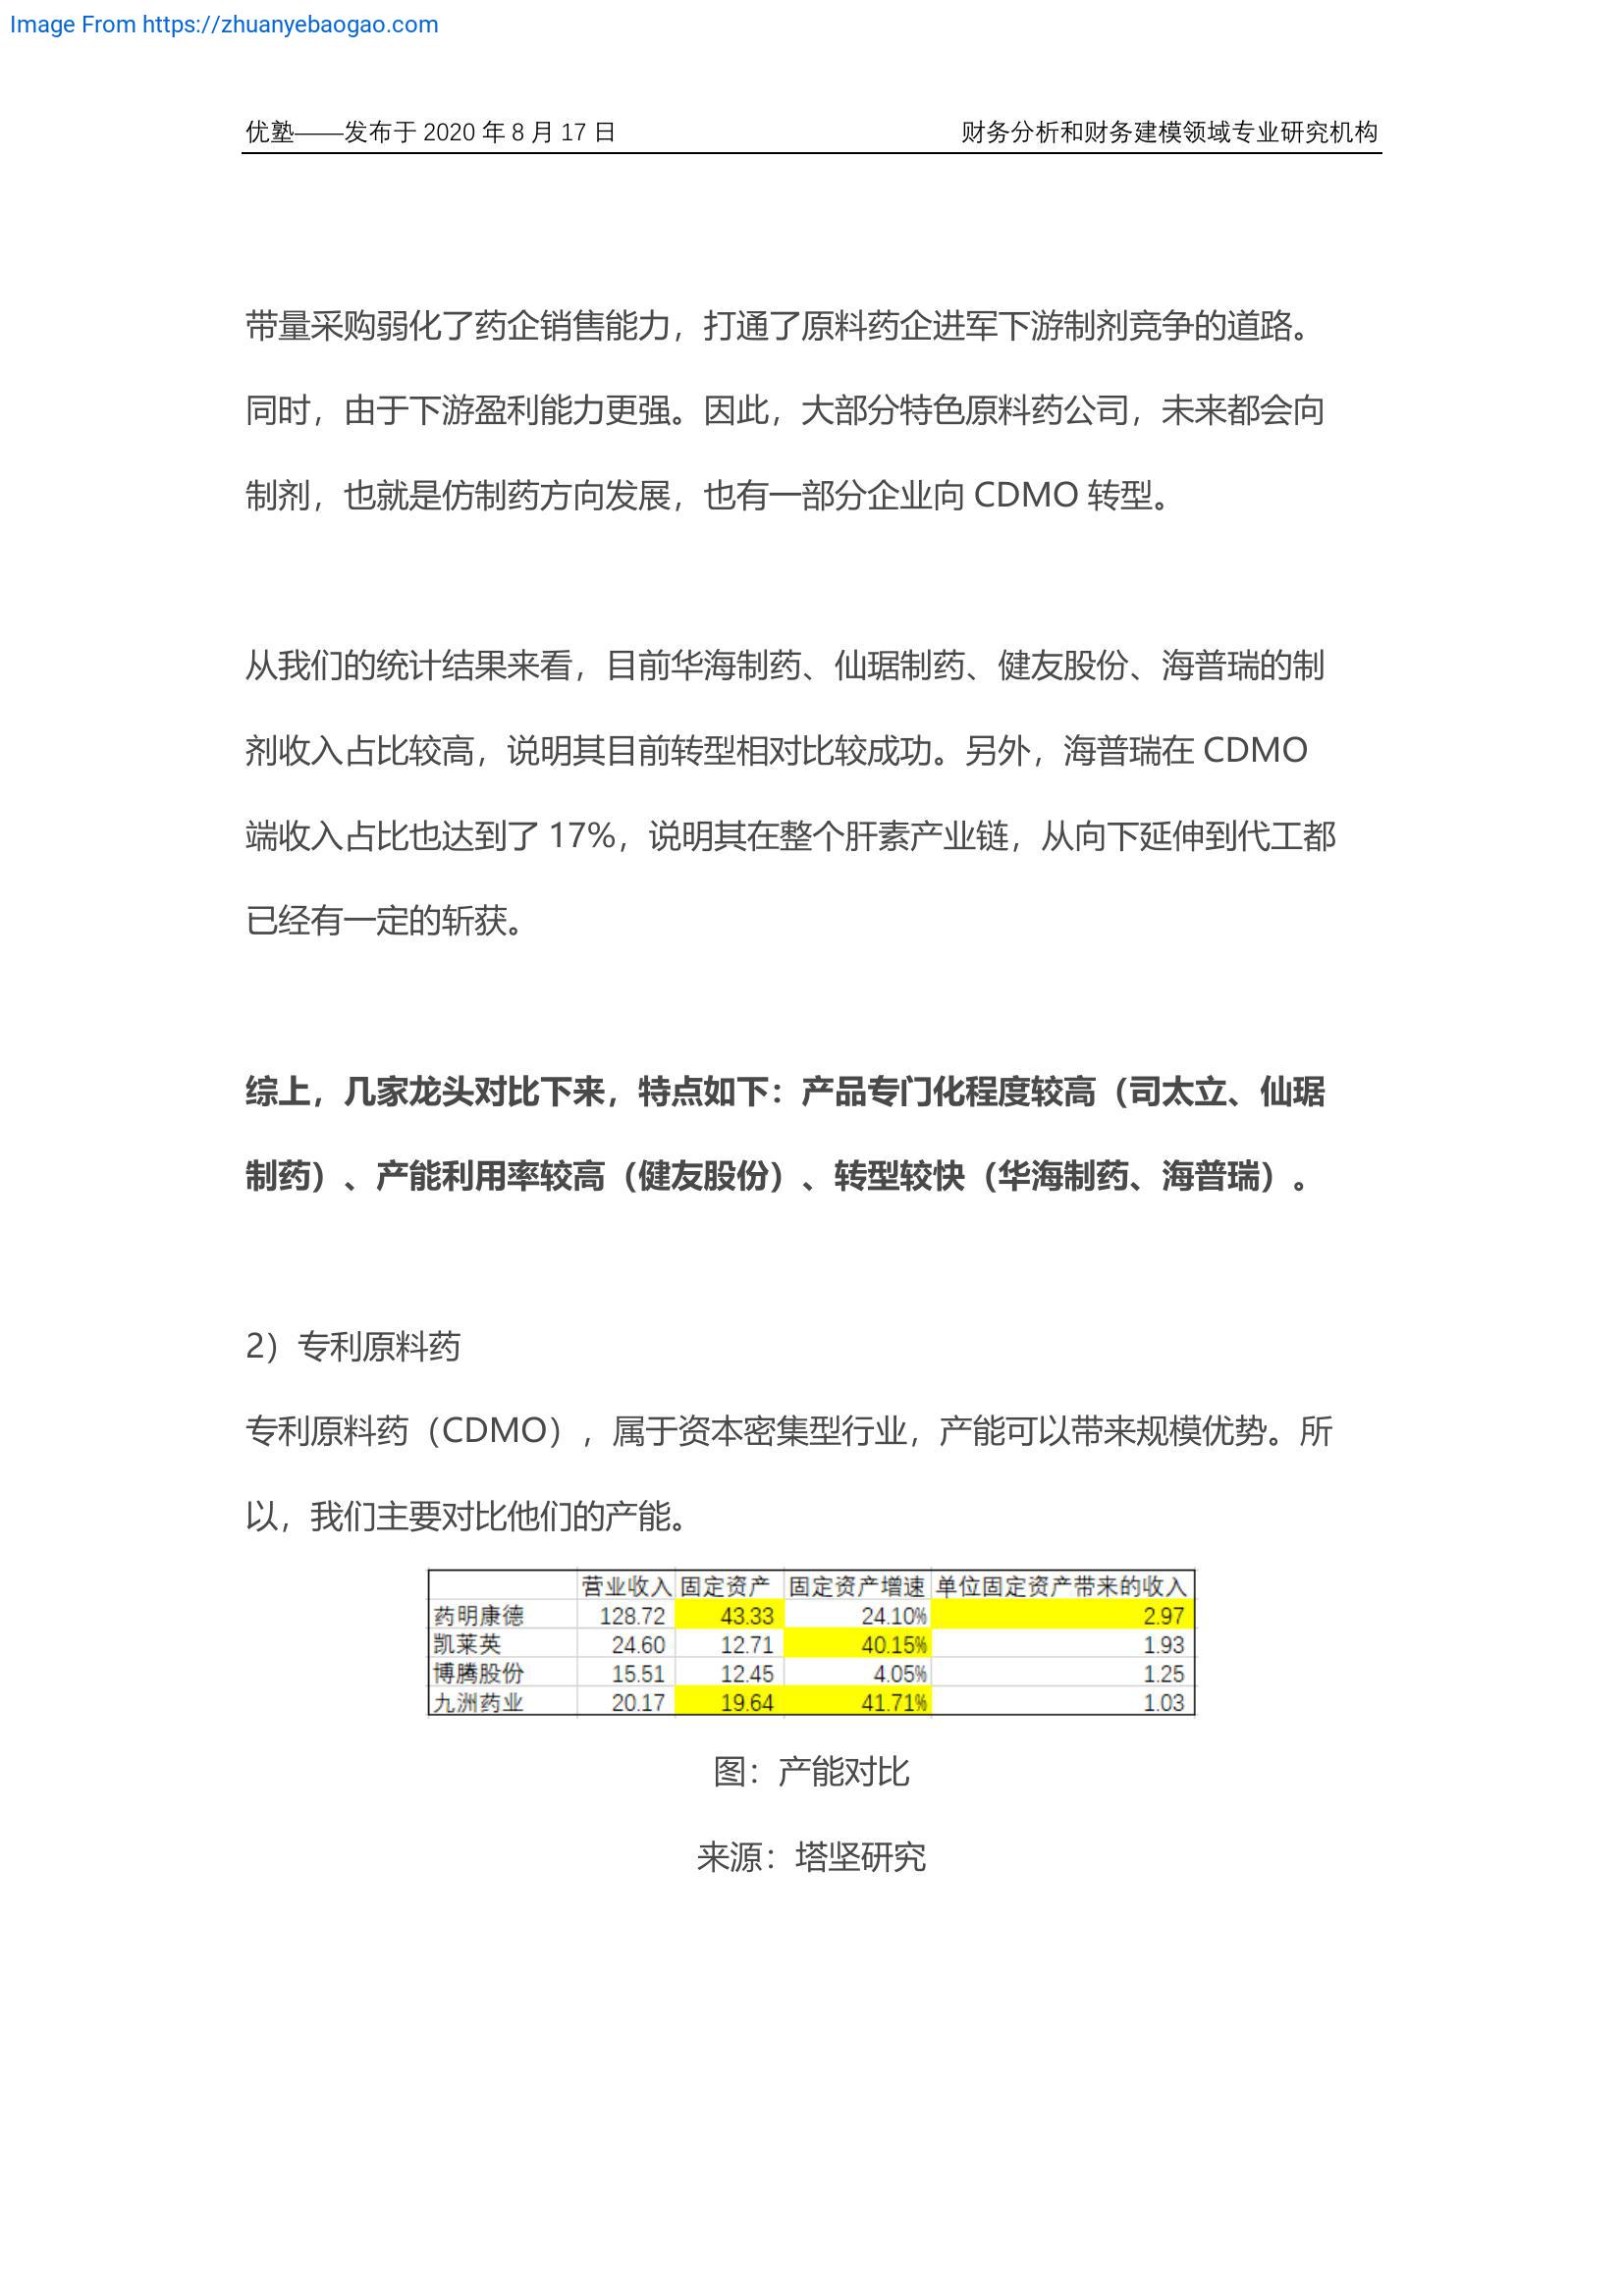 Image From https://zhuanyebaogao.com
优塾——发布于 2020 年 8 月 17 日 财务分析和财务建模领域专业研究机构
带量采购弱化了药企销售能力，打通了原料药企进军下游制剂竞争的道路。
同时，由于下游盈利能力更强。因此，大部分特色原料药公司，未来都会向
制剂，也就是仿制药方向发展，也有一部分企业向 CDMO 转型。
从我们的统计结果来看，目前华海制药、仙琚制药、健友股份、海普瑞的制
剂收入占比较高，说明其目前转型相对比较成功。另外，海普瑞在 CDMO
端收入占比也达到了 17%，说明其在整个肝素产业链，从向下延伸到代工都
已经有一定的斩获。
综上，几家龙头对比下来，特点如下：产品专门化程度较高（司太立、仙琚
制药）、产能利用率较高（健友股份）、转型较快（华海制药、海普瑞）。
2）专利原料药
专利原料药（CDMO），属于资本密集型行业，产能可以带来规模优势。所
以，我们主要对比他们的产能。
营业收入 固定资产 固定资产增速 单位固定资产带来的收入
药明康德 128.72 43.33 24.10% 2.97
凯莱英 24.60 12.71 40.15% 1.93
博腾股份 15.51 12.45 4.05% 1.25
九洲药业 20.17 19.64 41.71% 1.03
图：产能对比
来源：塔坚研究